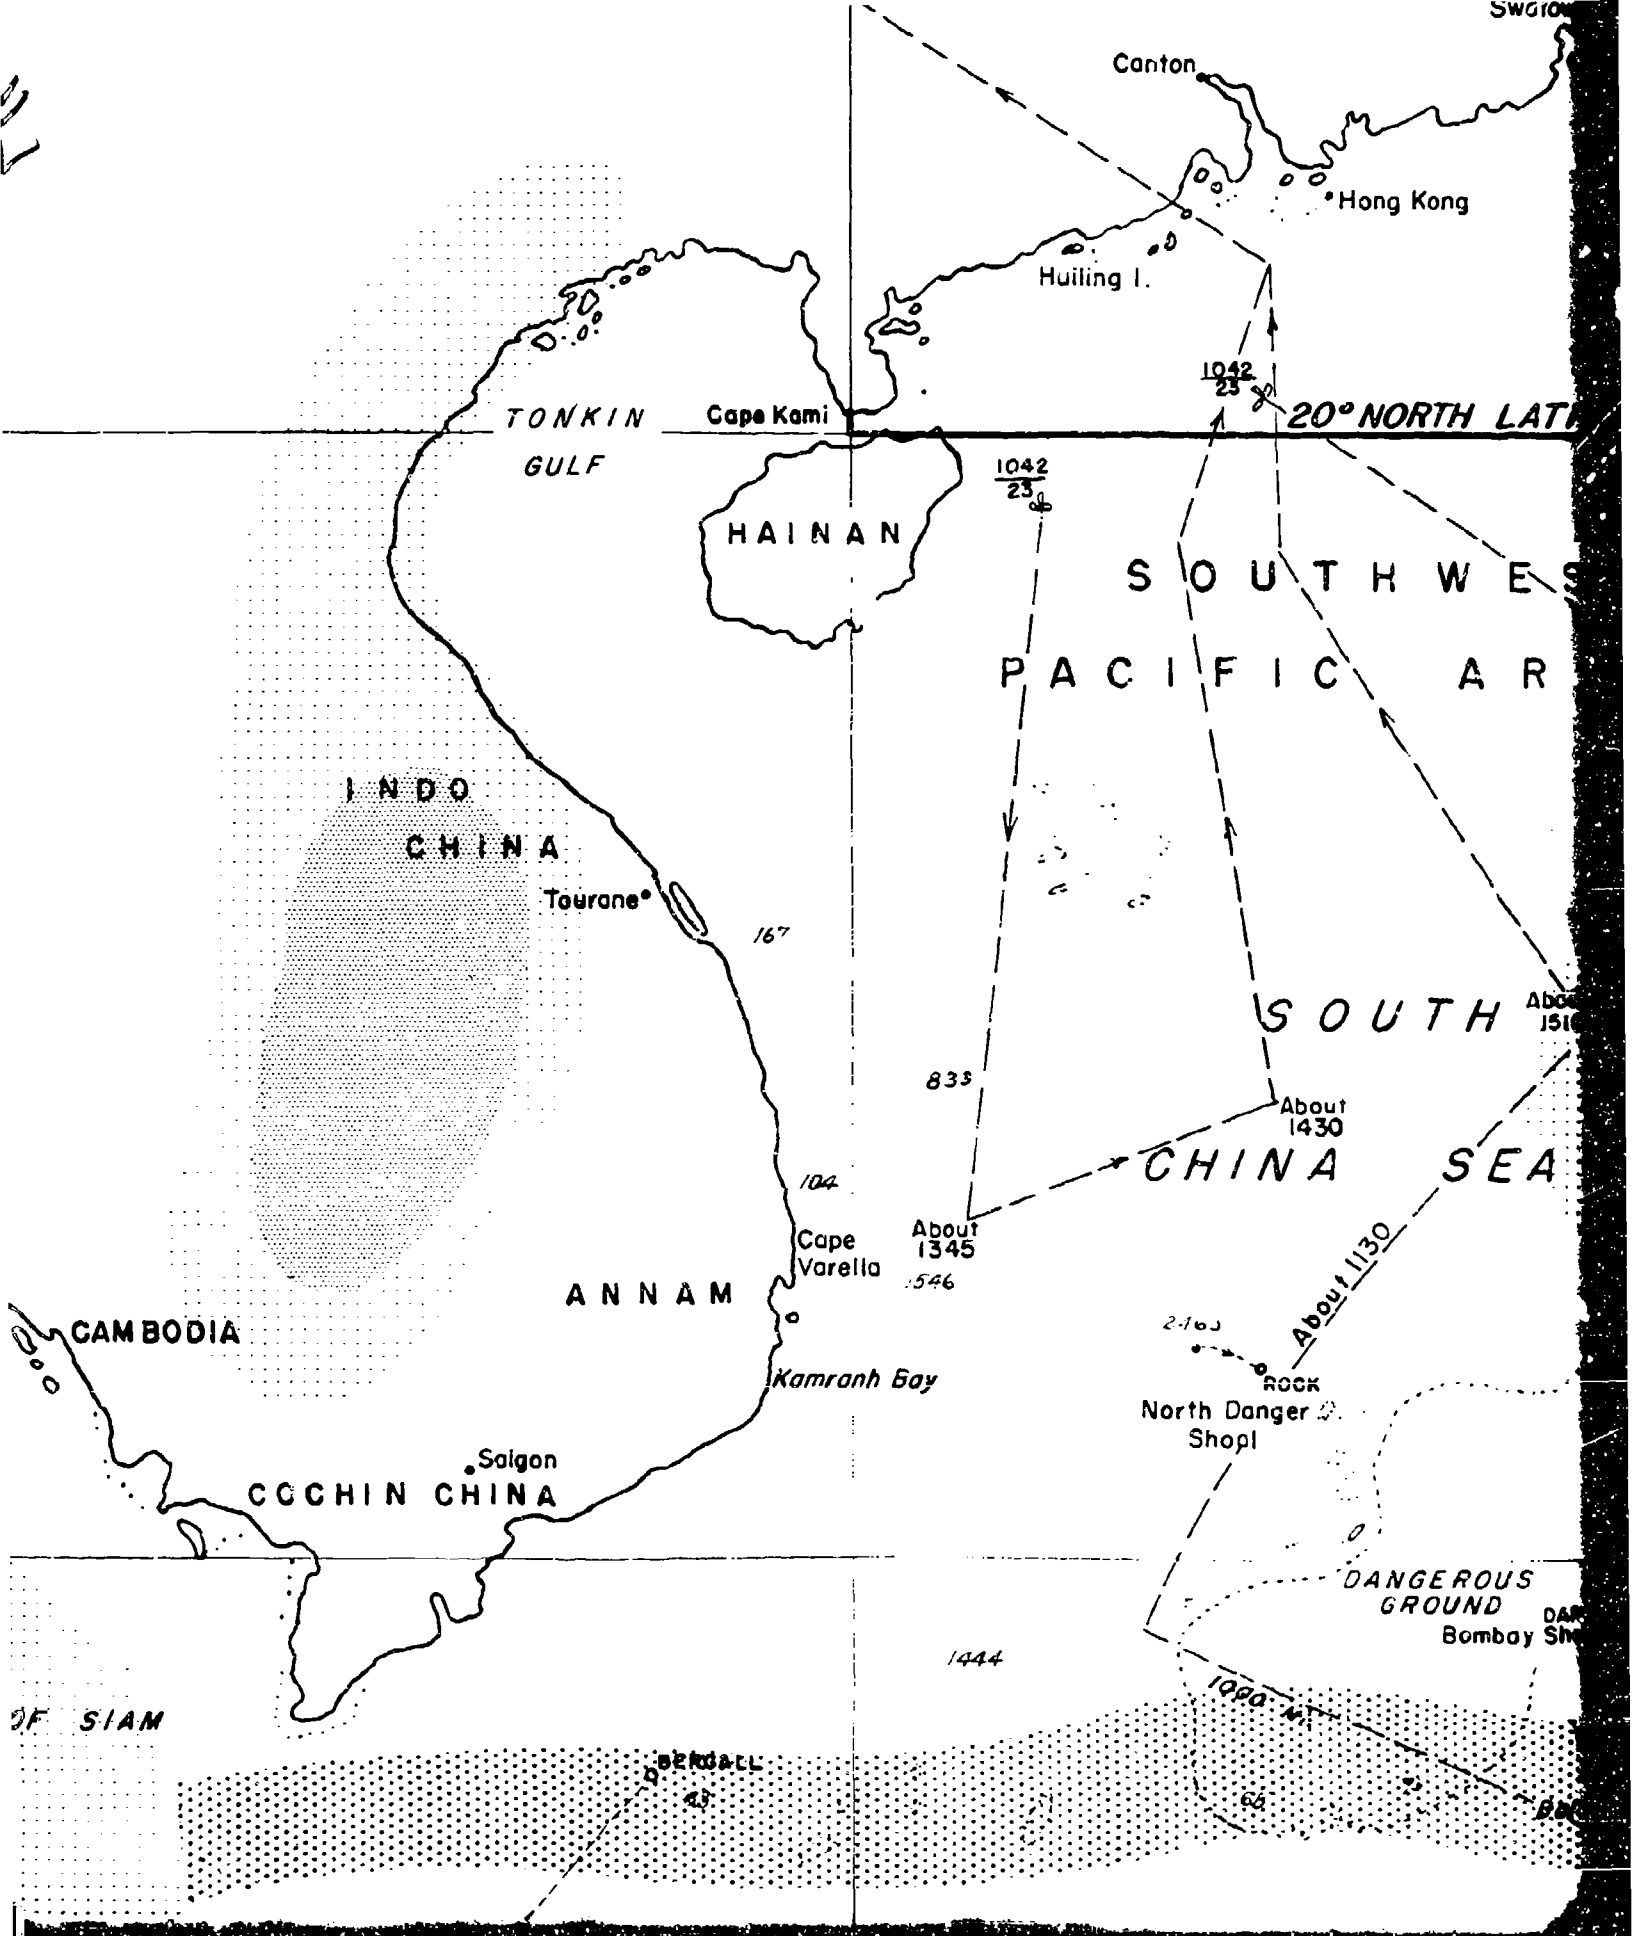 Canton
Hong Kong
Huiling I.
1042
23
20° NORTH LAT
TONKIN
GULF
Cape Kami
1042
23
HAINAN
SOUTHWES
PACIFIC AR
INDO
CHINA
Tourane
167
SOUTH
833
About
1430
CHINA SEA
104
Cape
Varella
About
1345
About 1130
ANNAM
CAMBODIA
Kamranh Bay
ROCK
North Danger
Shoal
Saigon
COCHIN CHINA
DANGEROUS
GROUND
Bombay
1444
OF SIAM
BERGALL